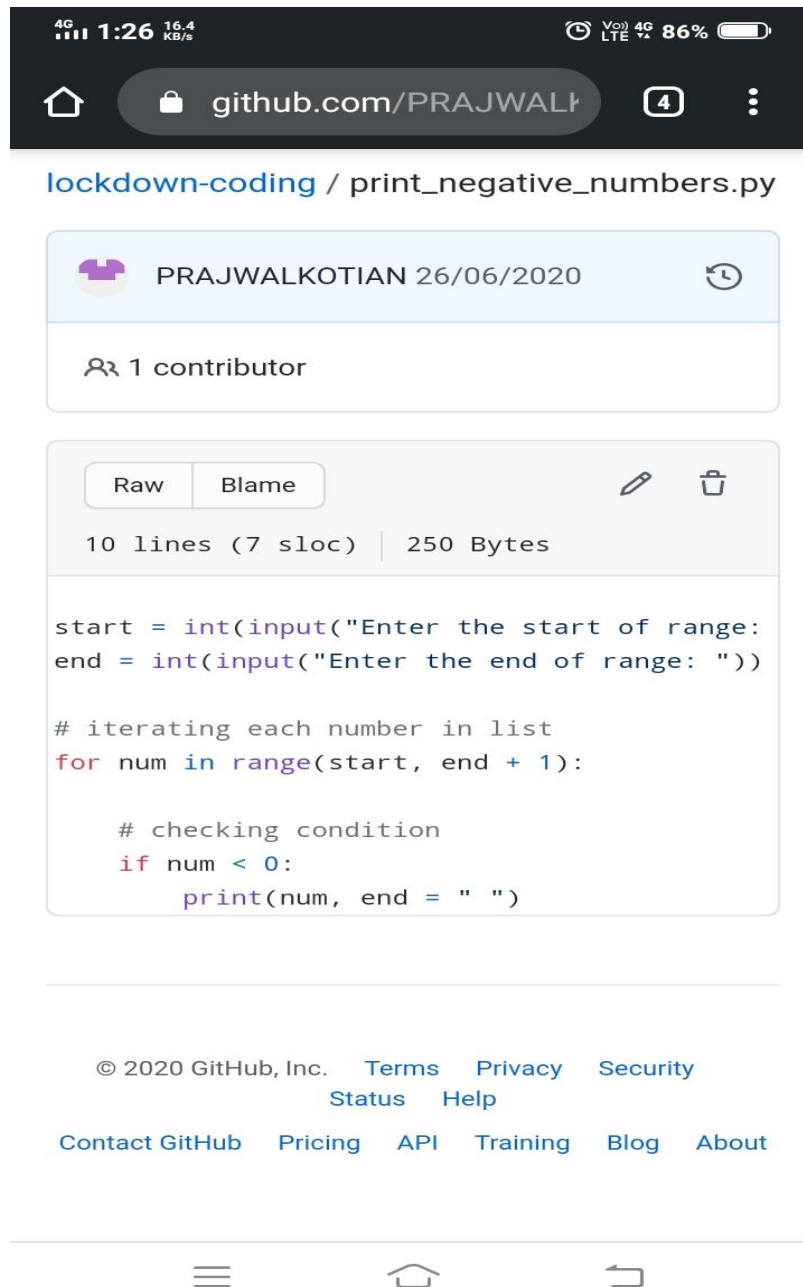 4G 1:26 16.4 KB/s Vo)) LTE 4G 86%
github.com/PRAJWALK 4
lockdown-coding / print_negative_numbers.py
PRAJWALKOTIAN 26/06/2020
1 contributor
Raw Blame
10 lines (7 sloc) 250 Bytes
start = int(input("Enter the start of range:
end = int(input("Enter the end of range: "))
# iterating each number in list
for num in range(start, end + 1):
# checking condition
if num < 0:
print(num, end = " ")
© 2020 GitHub, Inc. Terms Privacy Security
Status Help
Contact GitHub Pricing API Training Blog About